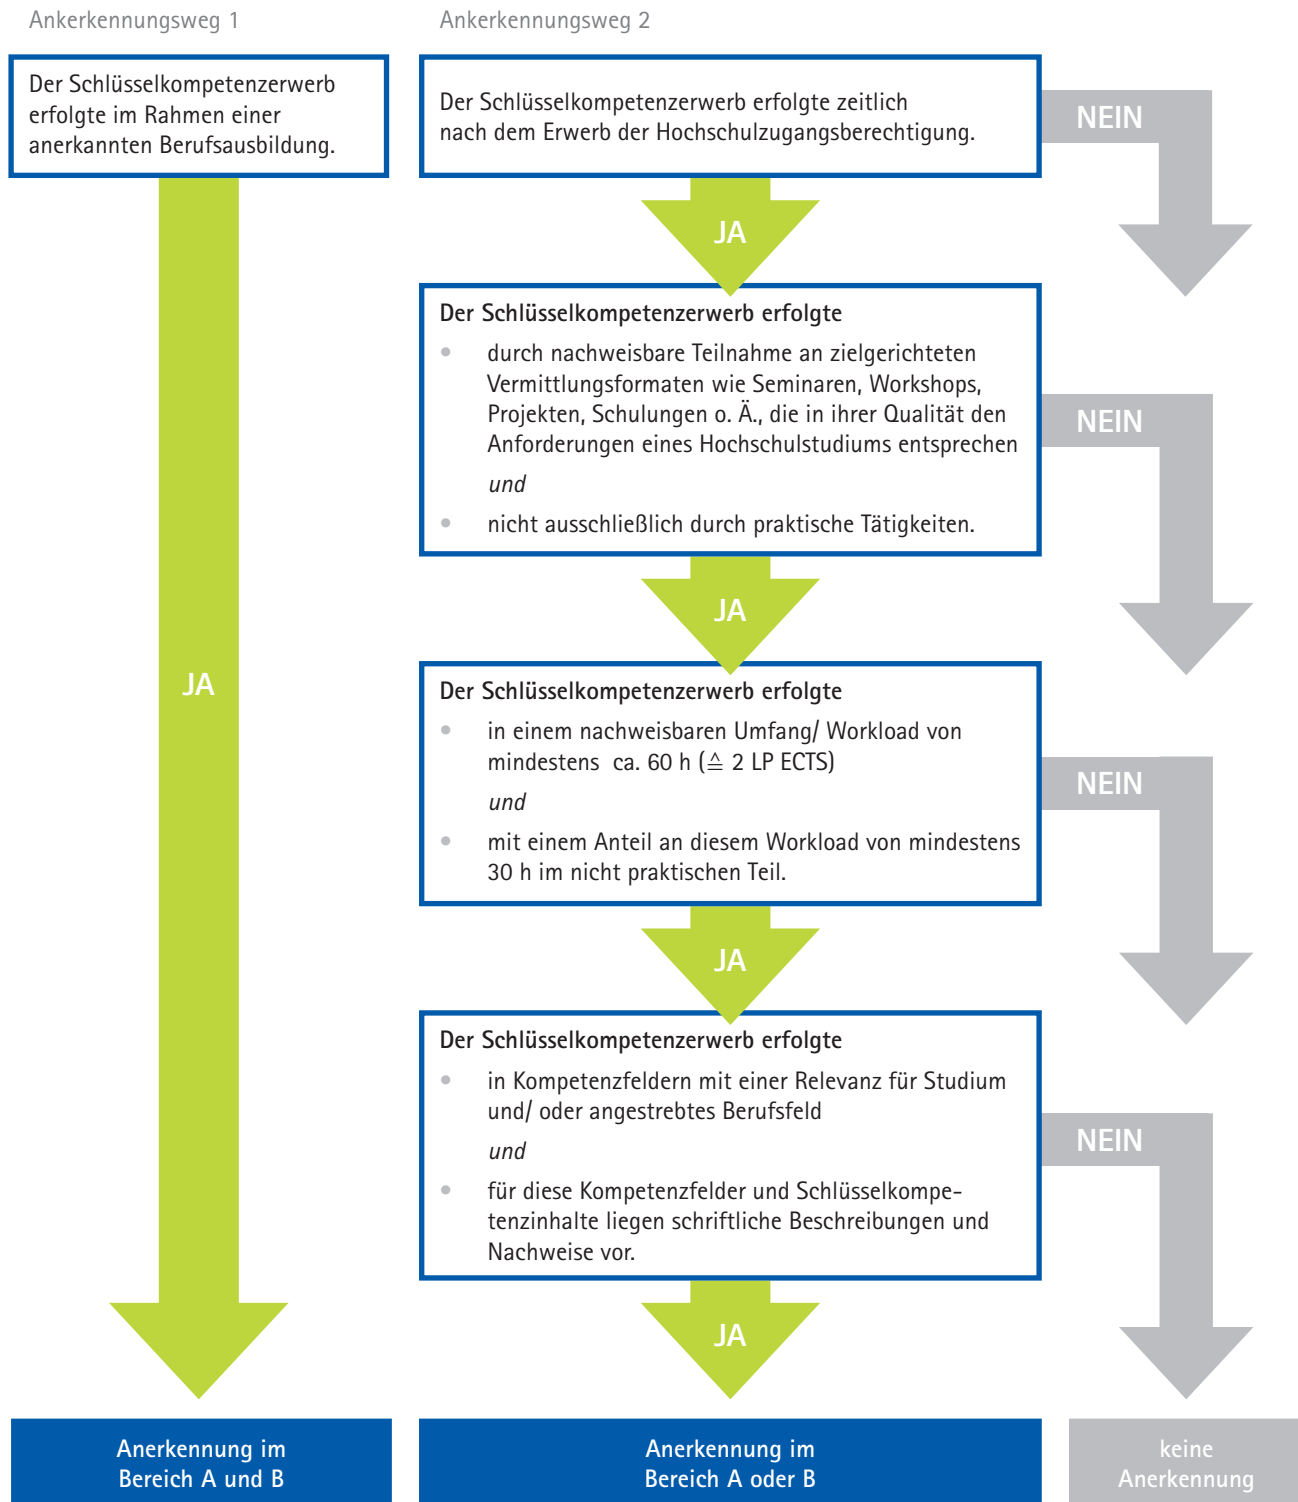 Ankerkennungsweg 1
Der Schlüsselkompetenzerwerb
erfolgte im Rahmen einer
anerkannten Berufsausbildung.
JA
Anerkennung im
Bereich A und B
Ankerkennungsweg 2
Der Schlüsselkompetenzerwerb erfolgte zeitlich
nach dem Erwerb der Hochschulzugangsberechtigung.
NEIN
JA
Der Schlüsselkompetenzerwerb erfolgte
• durch nachweisbare Teilnahme an zielgerichteten
Vermittlungsformaten wie Seminaren, Workshops,
Projekten, Schulungen o. Ä., die in ihrer Qualität den
Anforderungen eines Hochschulstudiums entsprechen
und
• nicht ausschließlich durch praktische Tätigkeiten.
NEIN
JA
Der Schlüsselkompetenzerwerb erfolgte
• in einem nachweisbaren Umfang/ Workload von
mindestens ca. 60 h (≙ 2 LP ECTS)
und
• mit einem Anteil an diesem Workload von mindestens
30 h im nicht praktischen Teil.
NEIN
JA
Der Schlüsselkompetenzerwerb erfolgte
• in Kompetenzfeldern mit einer Relevanz für Studium
und/ oder angestrebtes Berufsfeld
und
• für diese Kompetenzfelder und Schlüsselkompe-
tenzinhalte liegen schriftliche Beschreibungen und
Nachweise vor.
NEIN
JA
Anerkennung im
Bereich A oder B
keine
Anerkennung